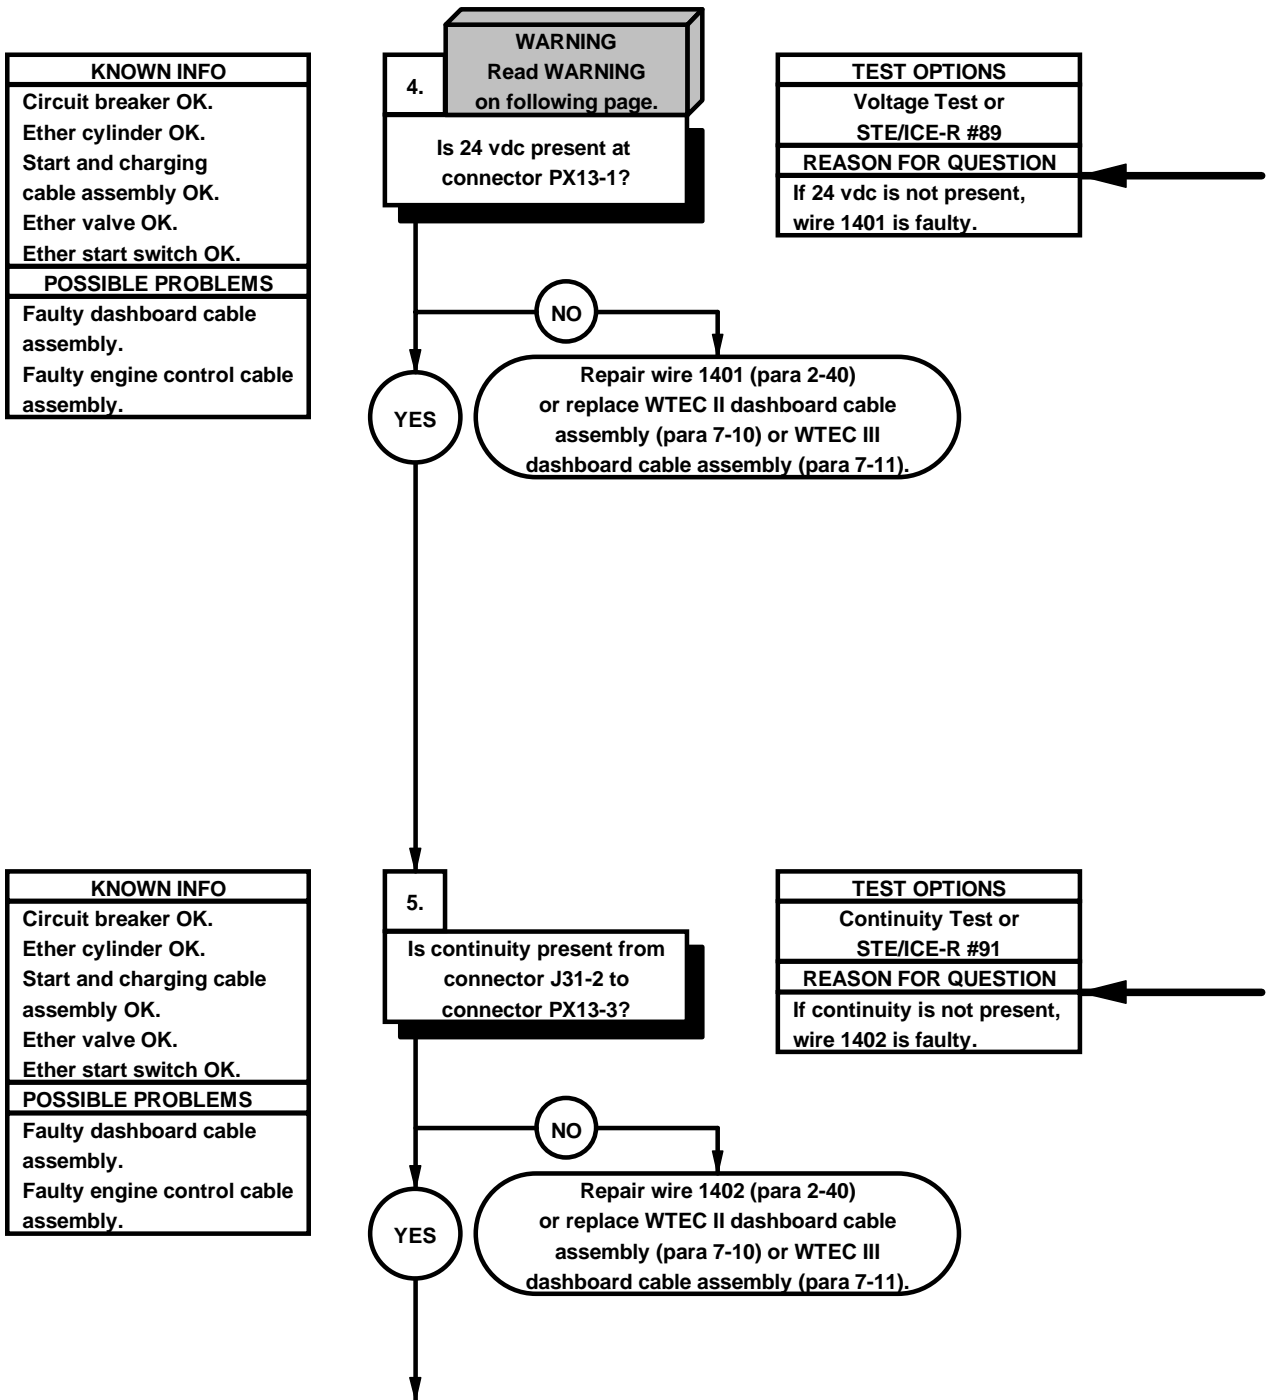 KNOWN INFO
Circuit breaker OK.
Ether cylinder OK.
Start and charging
cable assembly OK.
Ether valve OK.
Ether start switch OK.
POSSIBLE PROBLEMS
Faulty dashboard cable
assembly.
Faulty engine control cable
assembly.
4.
WARNING
Read WARNING
on following page.
Is 24 vdc present at
connector PX13-1?
TEST OPTIONS
Voltage Test or
STE/ICE-R #89
REASON FOR QUESTION
If 24 vdc is not present,
wire 1401 is faulty.
NO
YES
Repair wire 1401 (para 2-40)
or replace WTEC II dashboard cable
assembly (para 7-10) or WTEC III
dashboard cable assembly (para 7-11).
KNOWN INFO
Circuit breaker OK.
Ether cylinder OK.
Start and charging cable
assembly OK.
Ether valve OK.
Ether start switch OK.
POSSIBLE PROBLEMS
Faulty dashboard cable
assembly.
Faulty engine control cable
assembly.
5.
Is continuity present from
connector J31-2 to
connector PX13-3?
TEST OPTIONS
Continuity Test or
STE/ICE-R #91
REASON FOR QUESTION
If continuity is not present,
wire 1402 is faulty.
NO
YES
Repair wire 1402 (para 2-40)
or replace WTEC II dashboard cable
assembly (para 7-10) or WTEC III
dashboard cable assembly (para 7-11).